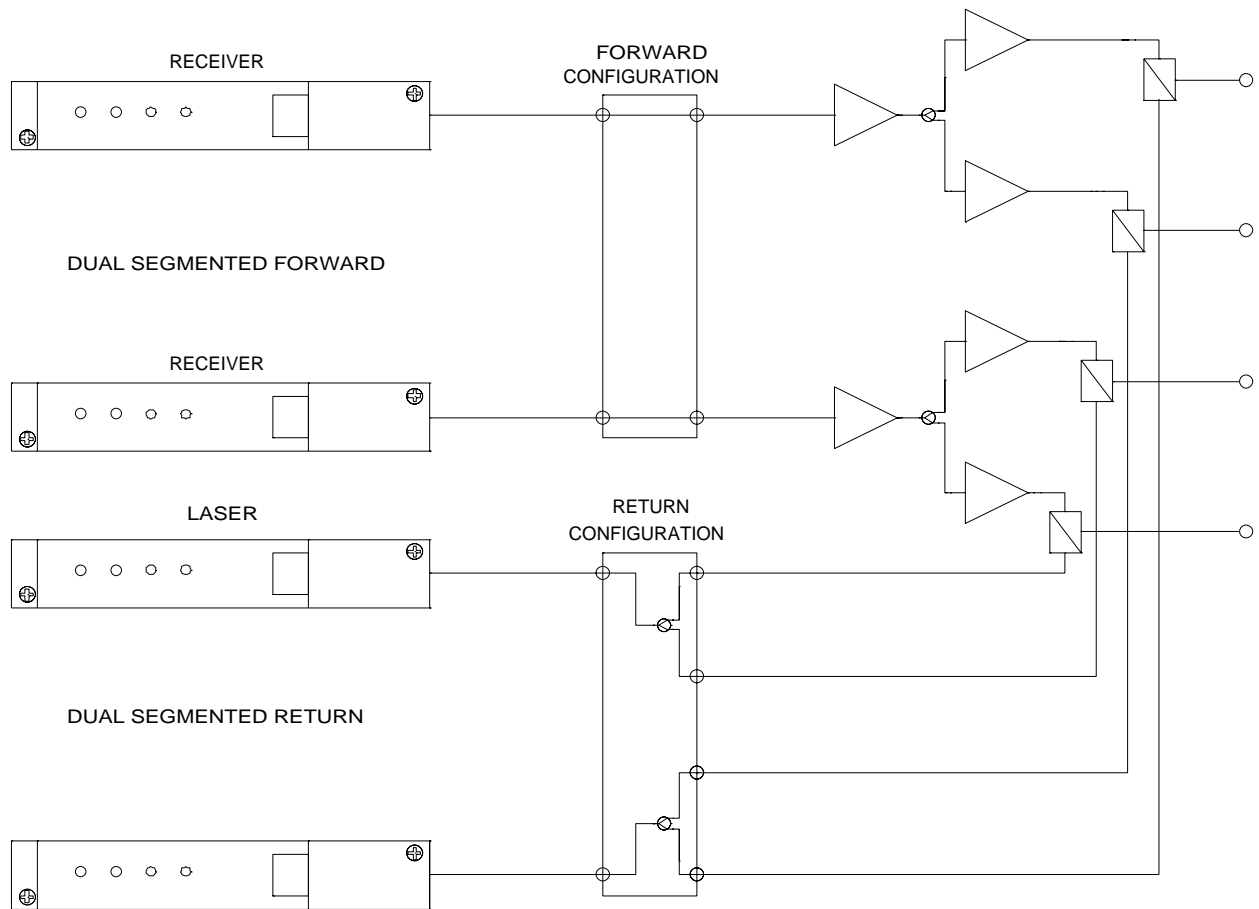 RECEIVER
FORWARD
CONFIGURATION
DUAL SEGMENTED FORWARD
RECEIVER
LASER
RETURN
CONFIGURATION
DUAL SEGMENTED RETURN